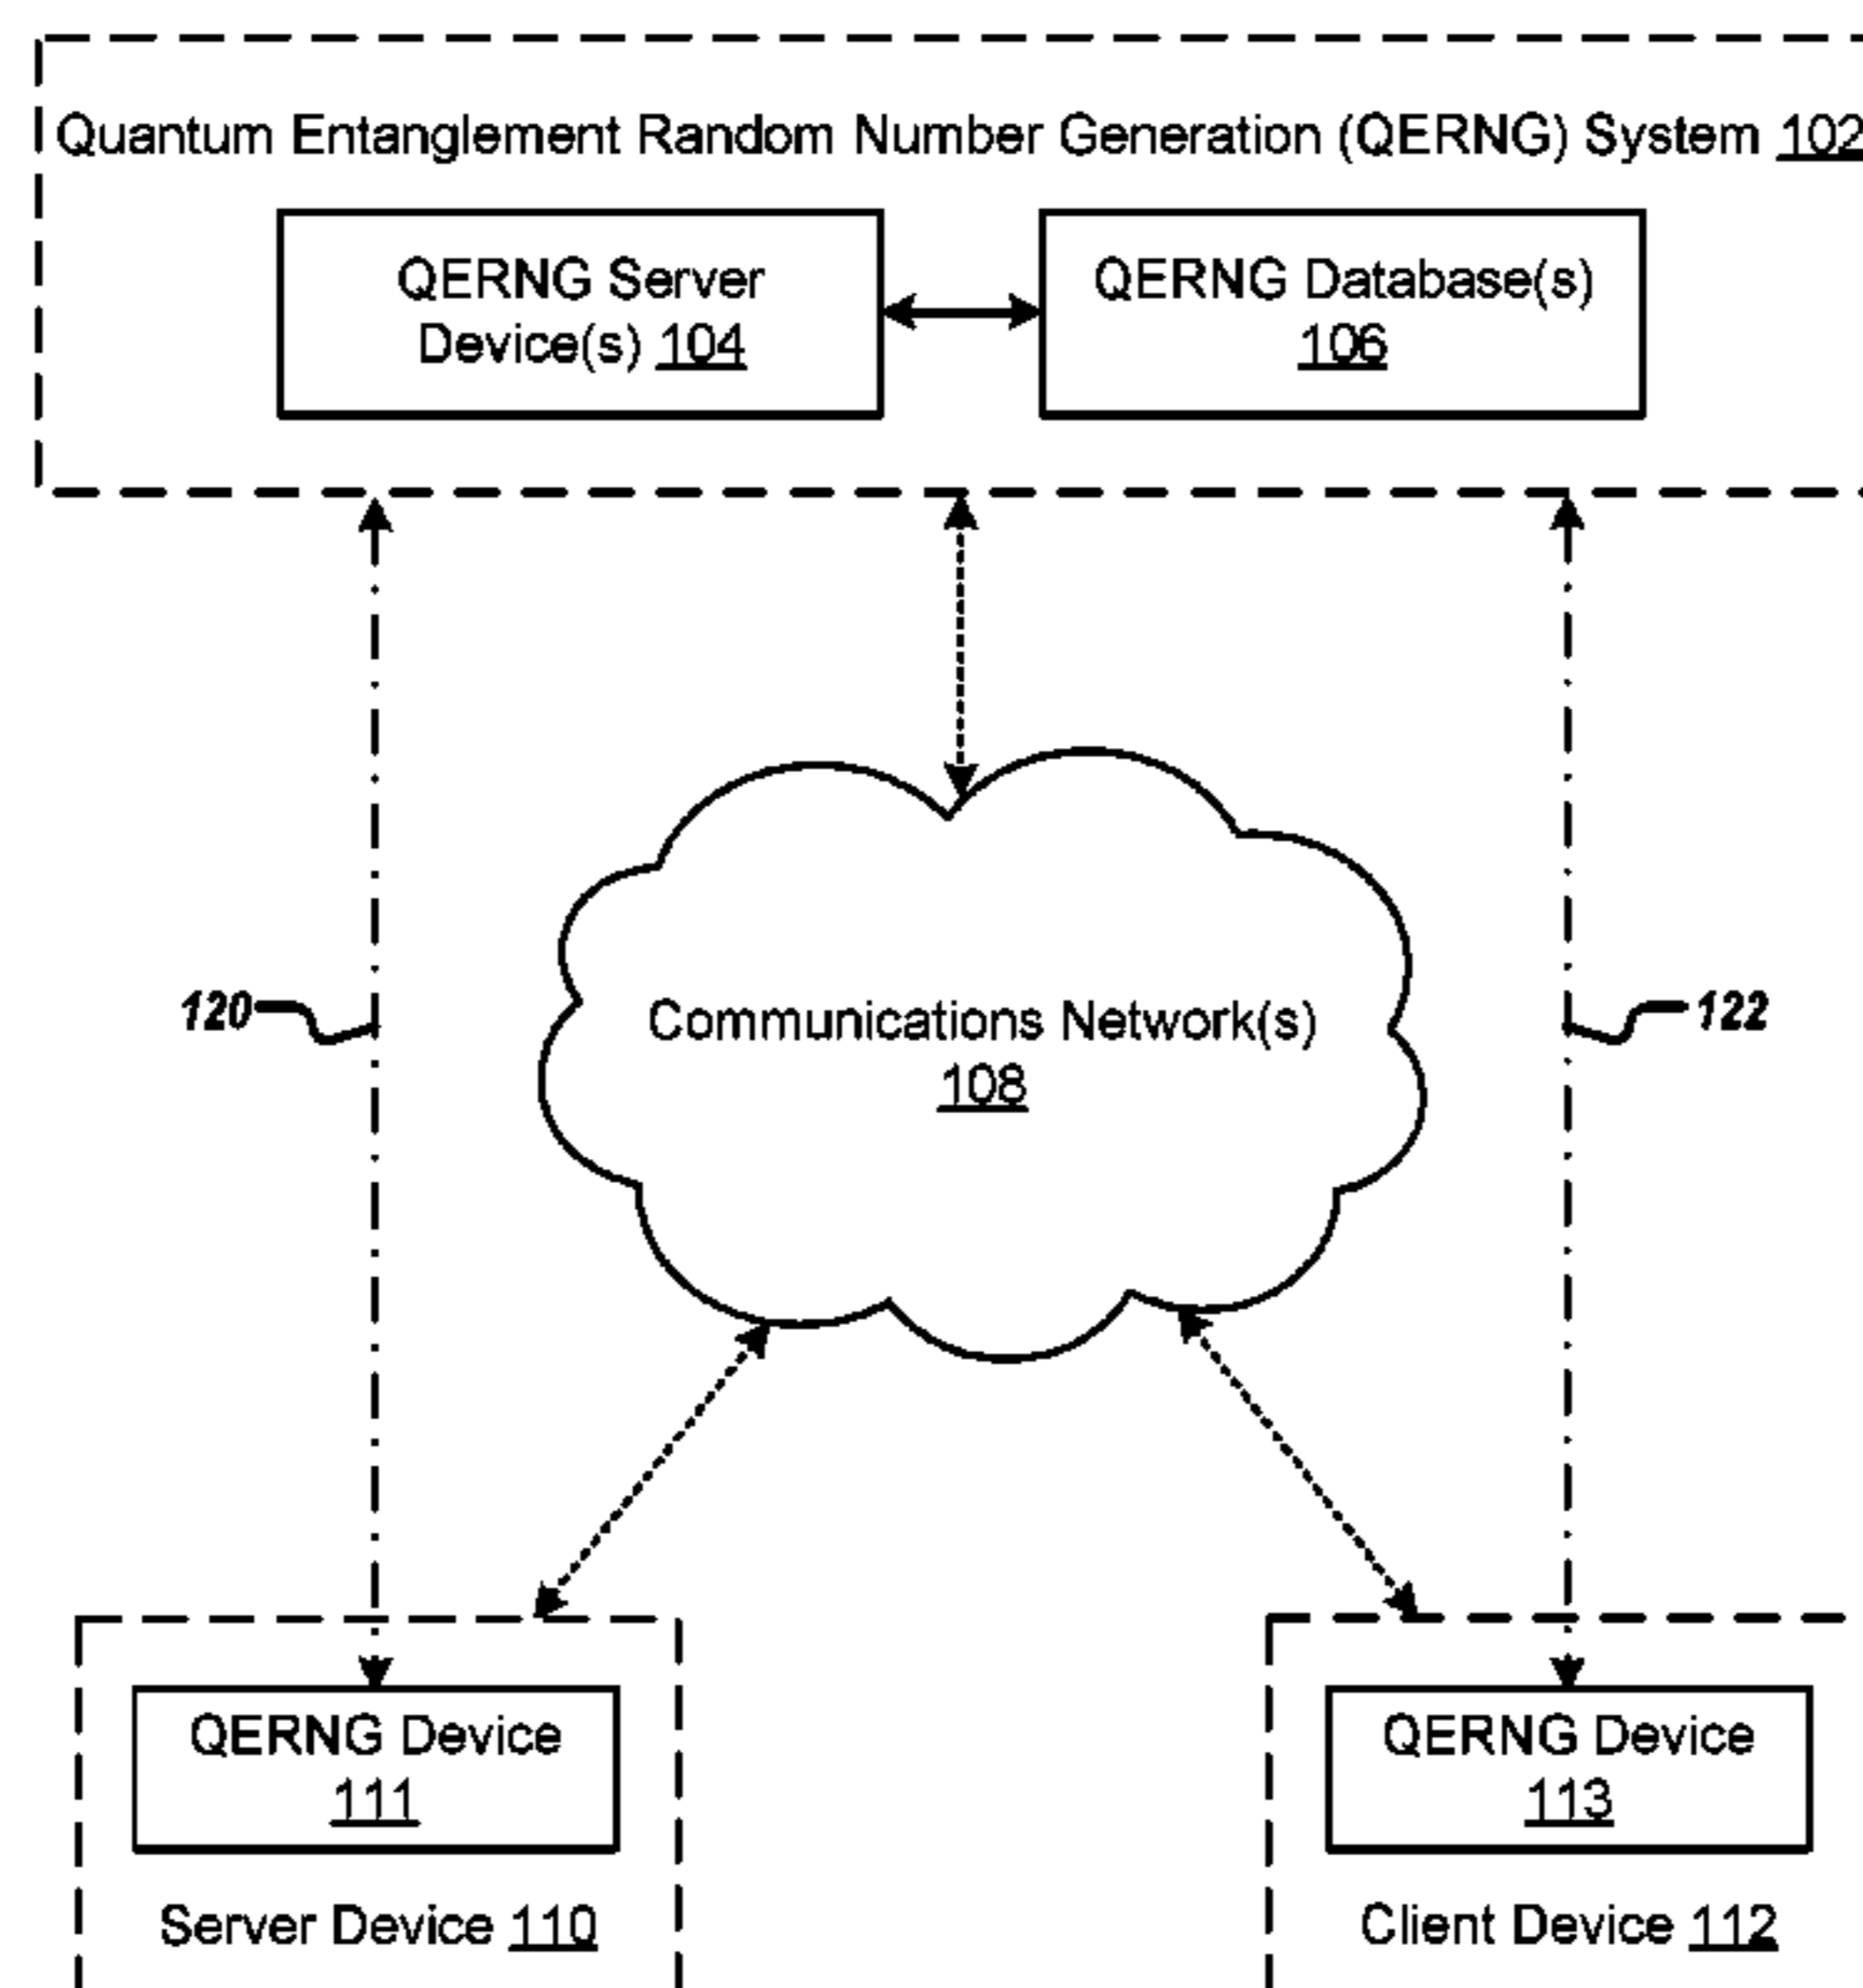 Quantum Entanglement Random Number Generation (QERNG) System 102
QERNG Server
Device(s) 104
QERNG Database(s)
106
120
Communications Network(s)
108
122
QERNG Device
111
Server Device 110
QERNG Device
113
Client Device 112